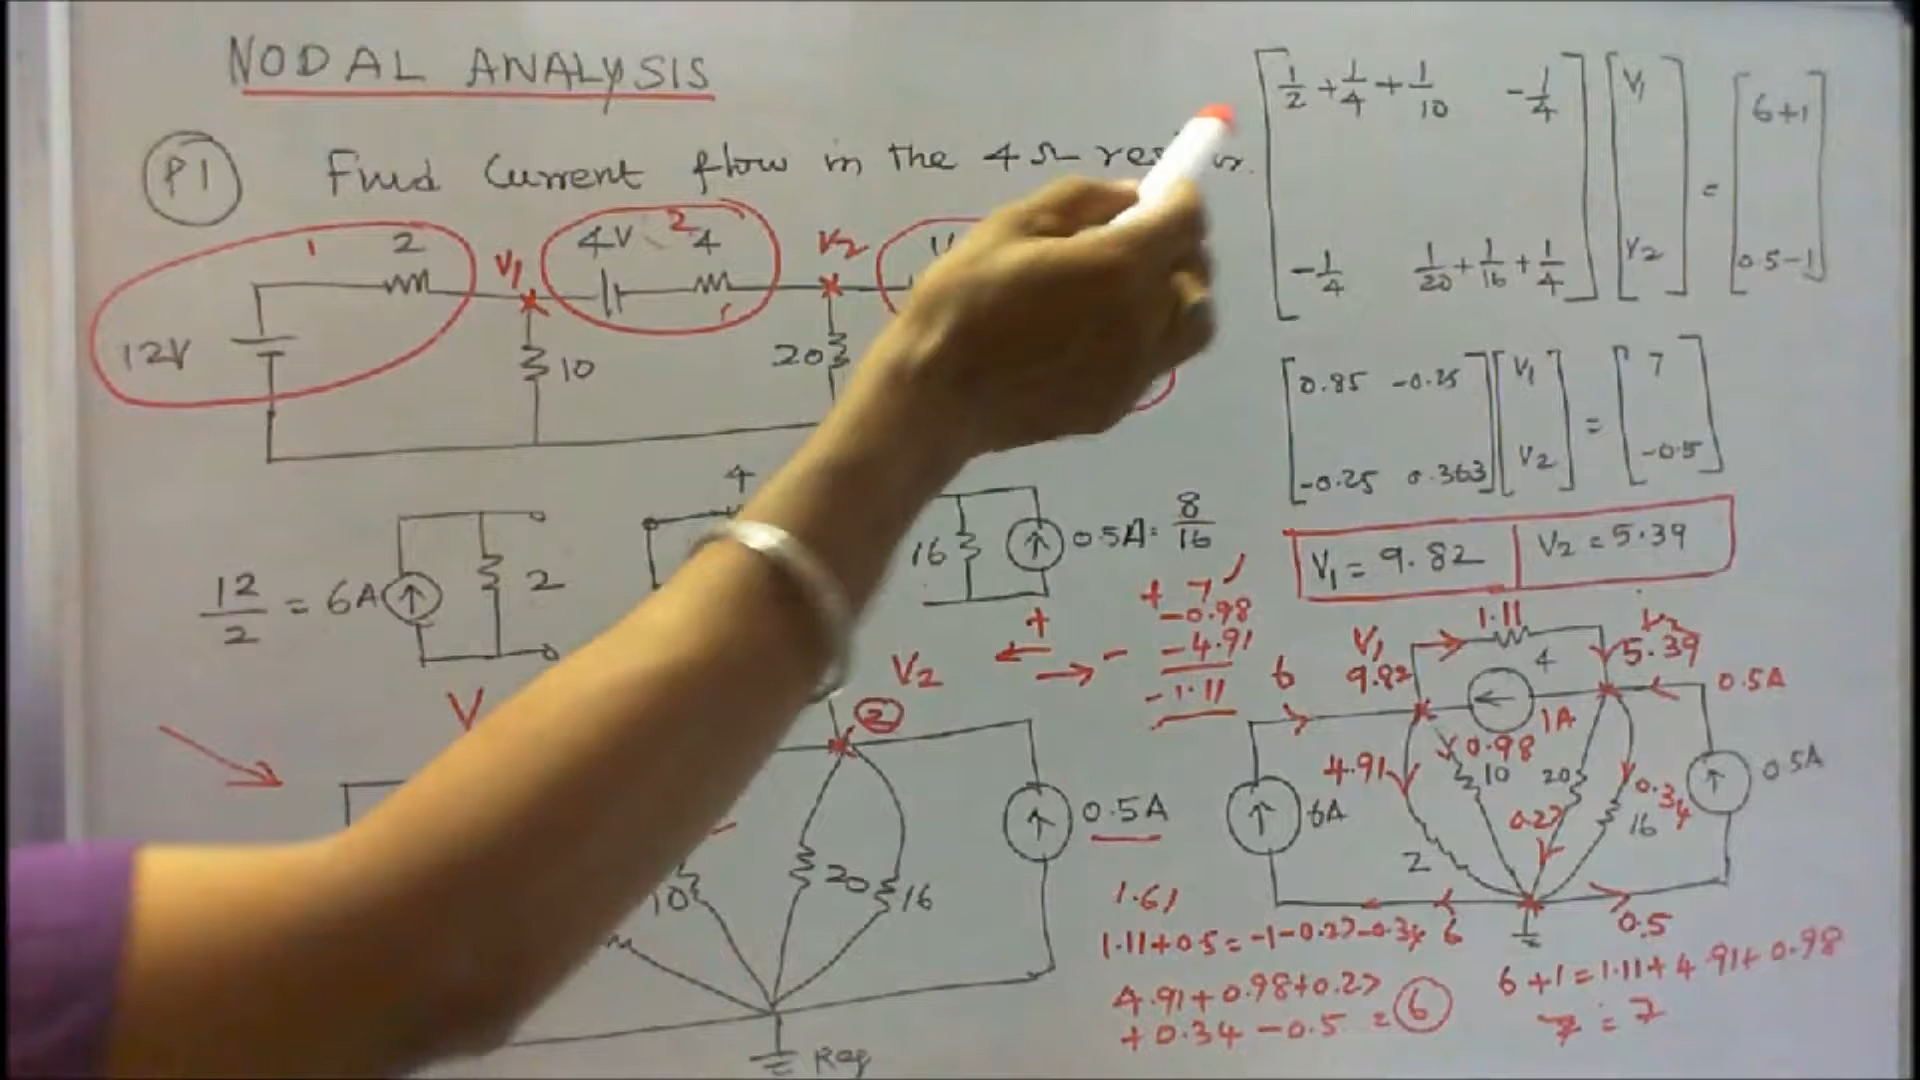 NODAL ANALYSIS
P1 Find Current flow in the 4Ω
1 2
V1
4V 2 4
V2
12V
10
20
12/2 = 6A
2
4
16
0.5A = 8/16
V
V2
2
10
20
16
0.5A
Ref
1/2 + 1/4 + 1/10 -1/4
-1/4 1/20 + 1/16 + 1/4
V1
V2
=
6+1
0.5-1
0.85 -0.25
-0.25 0.363
V1
V2
=
7
-0.5
V1 = 9.82 V2 = 5.39
+ 7
-0.98
-4.91
-1.11
+
-
1.11
V1
9.82
4
5.39
6
1A
0.5A
4.91
0.98
10
20
0.34
16
0.5A
6A
0.27
2
6
0.5
1.61
1.11+0.5=-1-0.27-0.34
4.91+0.98+0.27
+0.34-0.5 = 6
6+1=1.11+4.91+0.98
7 = 7